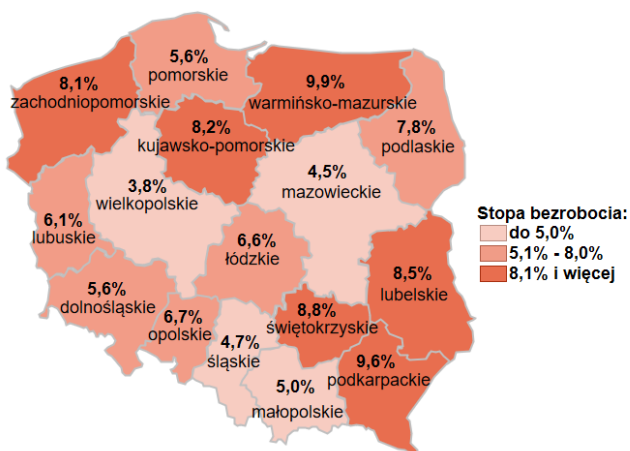 5,6%
pomorskie
9,9%
warmińsko-mazurskie
8,1%
zachodniopomorskie
8,2%
kujawsko-pomorskie
7,8%
podlaskie
3,8%
wielkopolskie
4,5%
mazowieckie
6,1%
lubuskie
6,6%
łódzkie
8,5%
lubelskie
5,6%
dolnośląskie
6,7%
opolskie
4,7%
śląskie
8,8%
świętokrzyskie
5,0%
małopolskie
9,6%
podkarpackie
Stopa bezrobocia:
do 5,0%
5,1% - 8,0%
8,1% i więcej